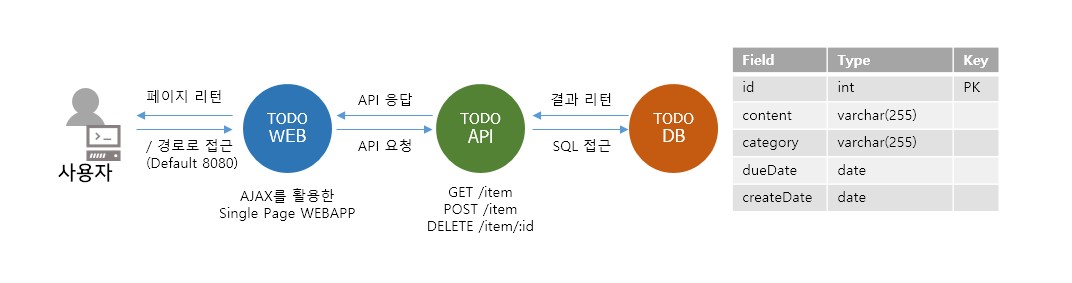 사용자
페이지 리턴
/ 경로로 접근
(Default 8080)
TODO
WEB
AJAX를 활용한
Single Page WEBAPP
API 응답
API 요청
TODO
API
GET /item
POST /item
DELETE /item/:id
결과 리턴
SQL 접근
TODO
DB
Field Type Key
id int PK
content varchar(255)
category varchar(255)
dueDate date
createDate date